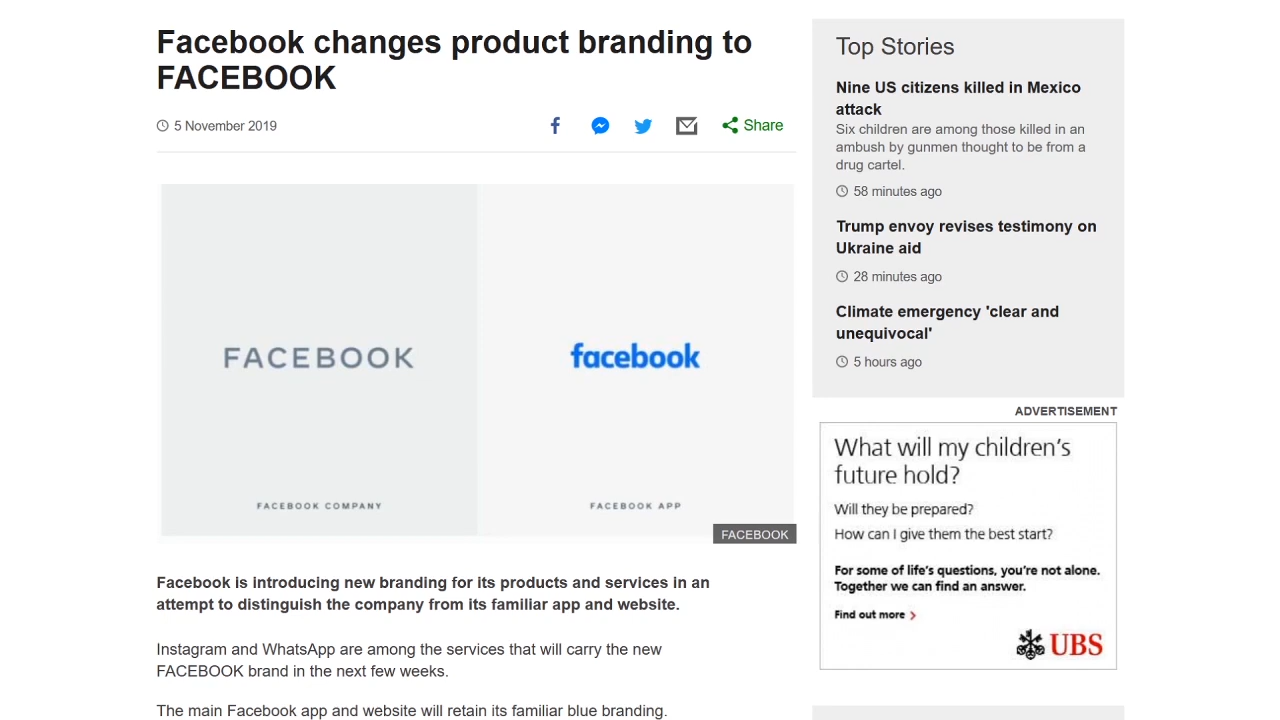 Facebook changes product branding to
FACEBOOK
5 November 2019
Share
FACEBOOK
FACEBOOK COMPANY
facebook
FACEBOOK APP
FACEBOOK
Facebook is introducing new branding for its products and services in an
attempt to distinguish the company from its familiar app and website.
Instagram and WhatsApp are among the services that will carry the new
FACEBOOK brand in the next few weeks.
The main Facebook app and website will retain its familiar blue branding.
Top Stories
Nine US citizens killed in Mexico
attack
Six children are among those killed in an
ambush by gunmen thought to be from a
drug cartel.
58 minutes ago
Trump envoy revises testimony on
Ukraine aid
28 minutes ago
Climate emergency 'clear and
unequivocal'
5 hours ago
ADVERTISEMENT
What will my children's
future hold?
Will they be prepared?
How can I give them the best start?
For some of life's questions, you're not alone.
Together we can find an answer.
Find out more
UBS